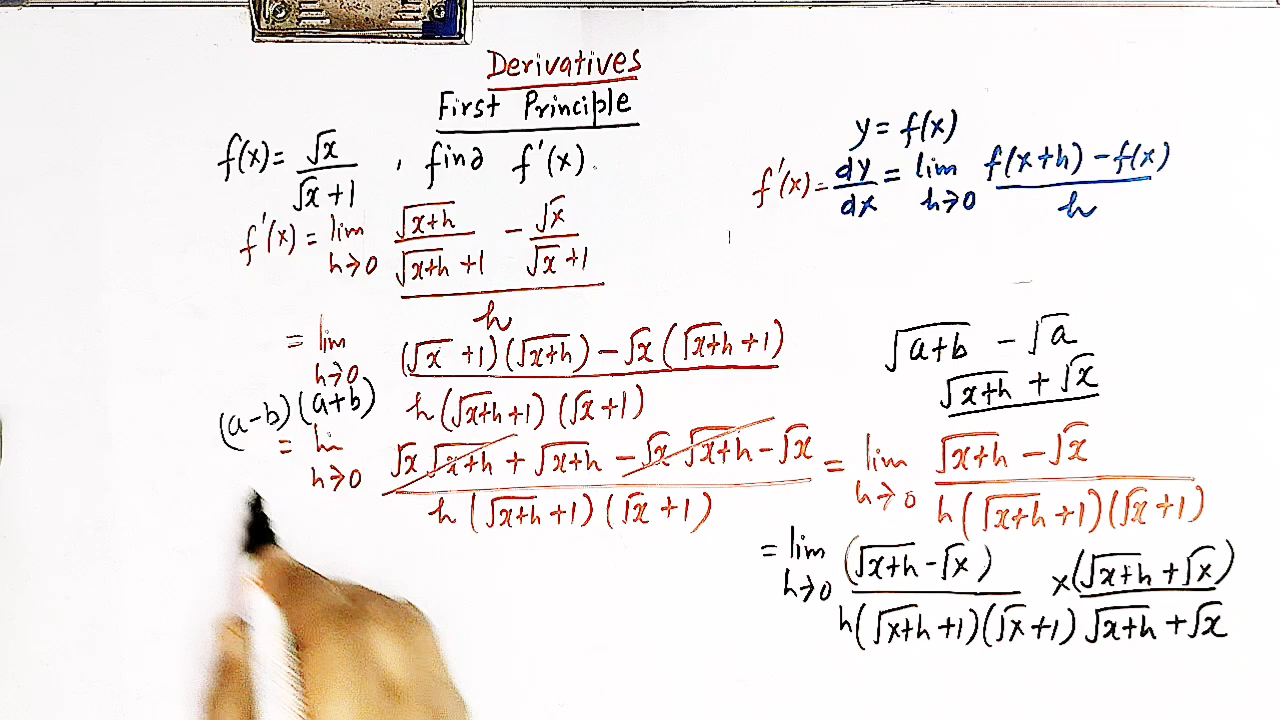 Derivatives
First Principle
f(x) = √x / (√x + 1) , find f'(x).
y = f(x)
f'(x) = dy/dx = lim h→0 (f(x+h) − f(x)) / h
f'(x) = lim h→0 (√(x+h) / (√(x+h) + 1) − √x / (√x + 1)) / h
= lim h→0 ((√x + 1)(√(x+h)) − √x(√(x+h) + 1)) / (h(√(x+h) + 1)(√x + 1))
√(a+b) − √a
√(x+h) + √x
(a−b)(a+b)
= li h→0 (√x √(x+h) + √(x+h) − √x √(x+h) − √x) / (h(√(x+h) + 1)(√x + 1))
= lim h→0 (√(x+h) − √x) / (h(√(x+h) + 1)(√x + 1))
= lim h→0 (√(x+h) − √x) / (h(√(x+h) + 1)(√x + 1)) × (√(x+h) + √x) / (√(x+h) + √x)